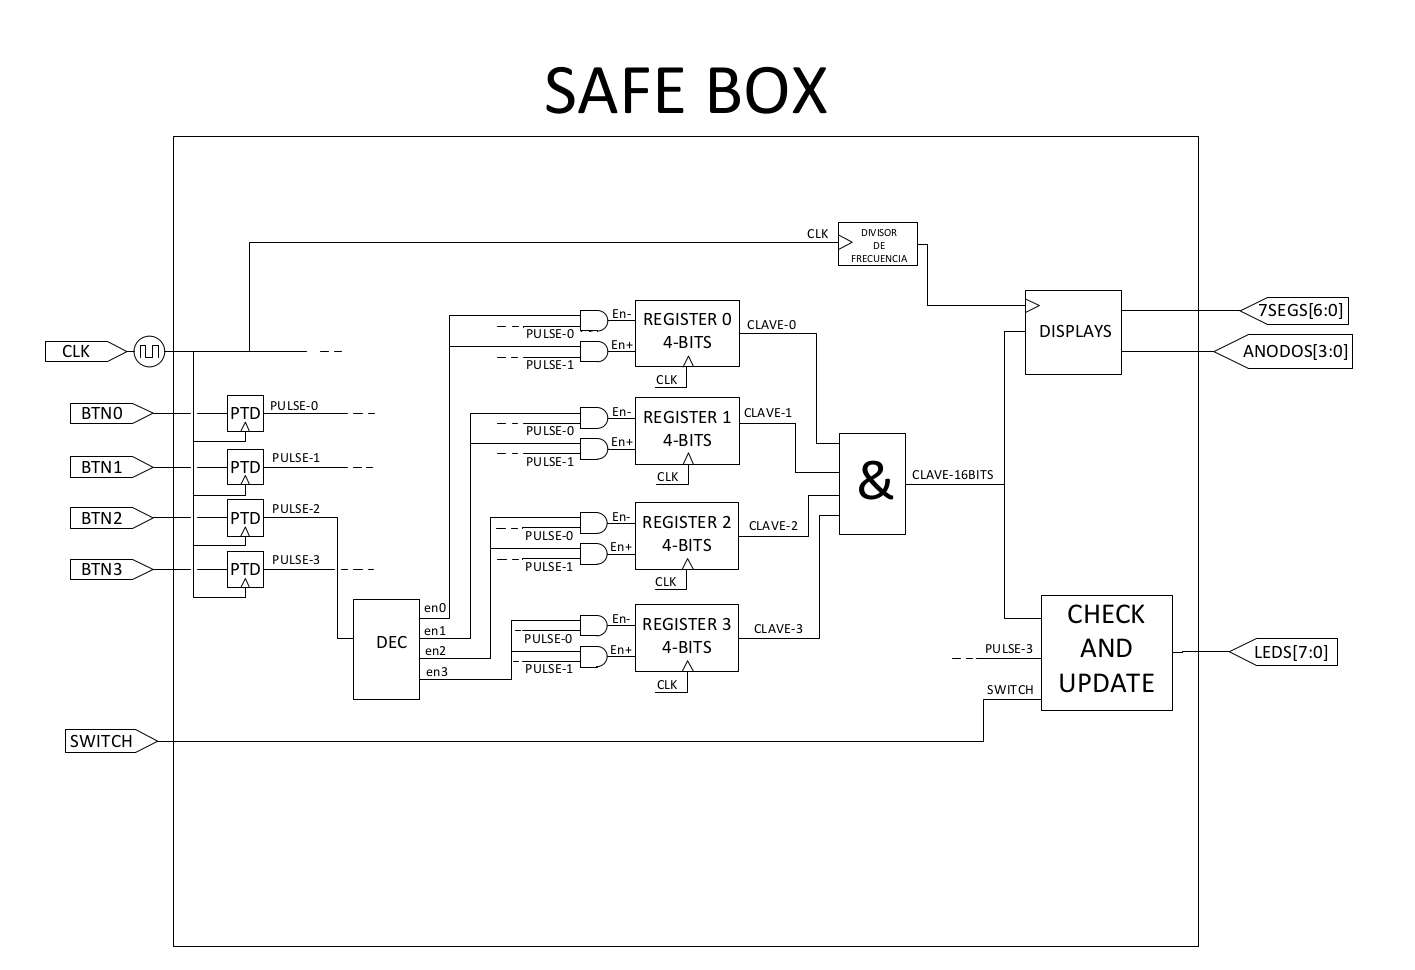 SAFE BOX
CLK
DIVISOR
DE
FRECUENCIA
7SEGS[6:0]
ANODOS[3:0]
DISPLAYS
CLK
BTN0
PTD
PULSE-0
BTN1
PTD
PULSE-1
BTN2
PTD
PULSE-2
BTN3
PTD
PULSE-3
DEC
en0
en1
en2
en3
PULSE-0
PULSE-1
En-
En+
REGISTER 0
4-BITS
CLK
CLAVE-0
PULSE-0
PULSE-1
En-
En+
REGISTER 1
4-BITS
CLK
CLAVE-1
PULSE-0
PULSE-1
En-
En+
REGISTER 2
4-BITS
CLK
CLAVE-2
PULSE-0
PULSE-1
En-
En+
REGISTER 3
4-BITS
CLK
CLAVE-3
&
CLAVE-16BITS
PULSE-3
SWITCH
CHECK
AND
UPDATE
LEDS[7:0]
SWITCH